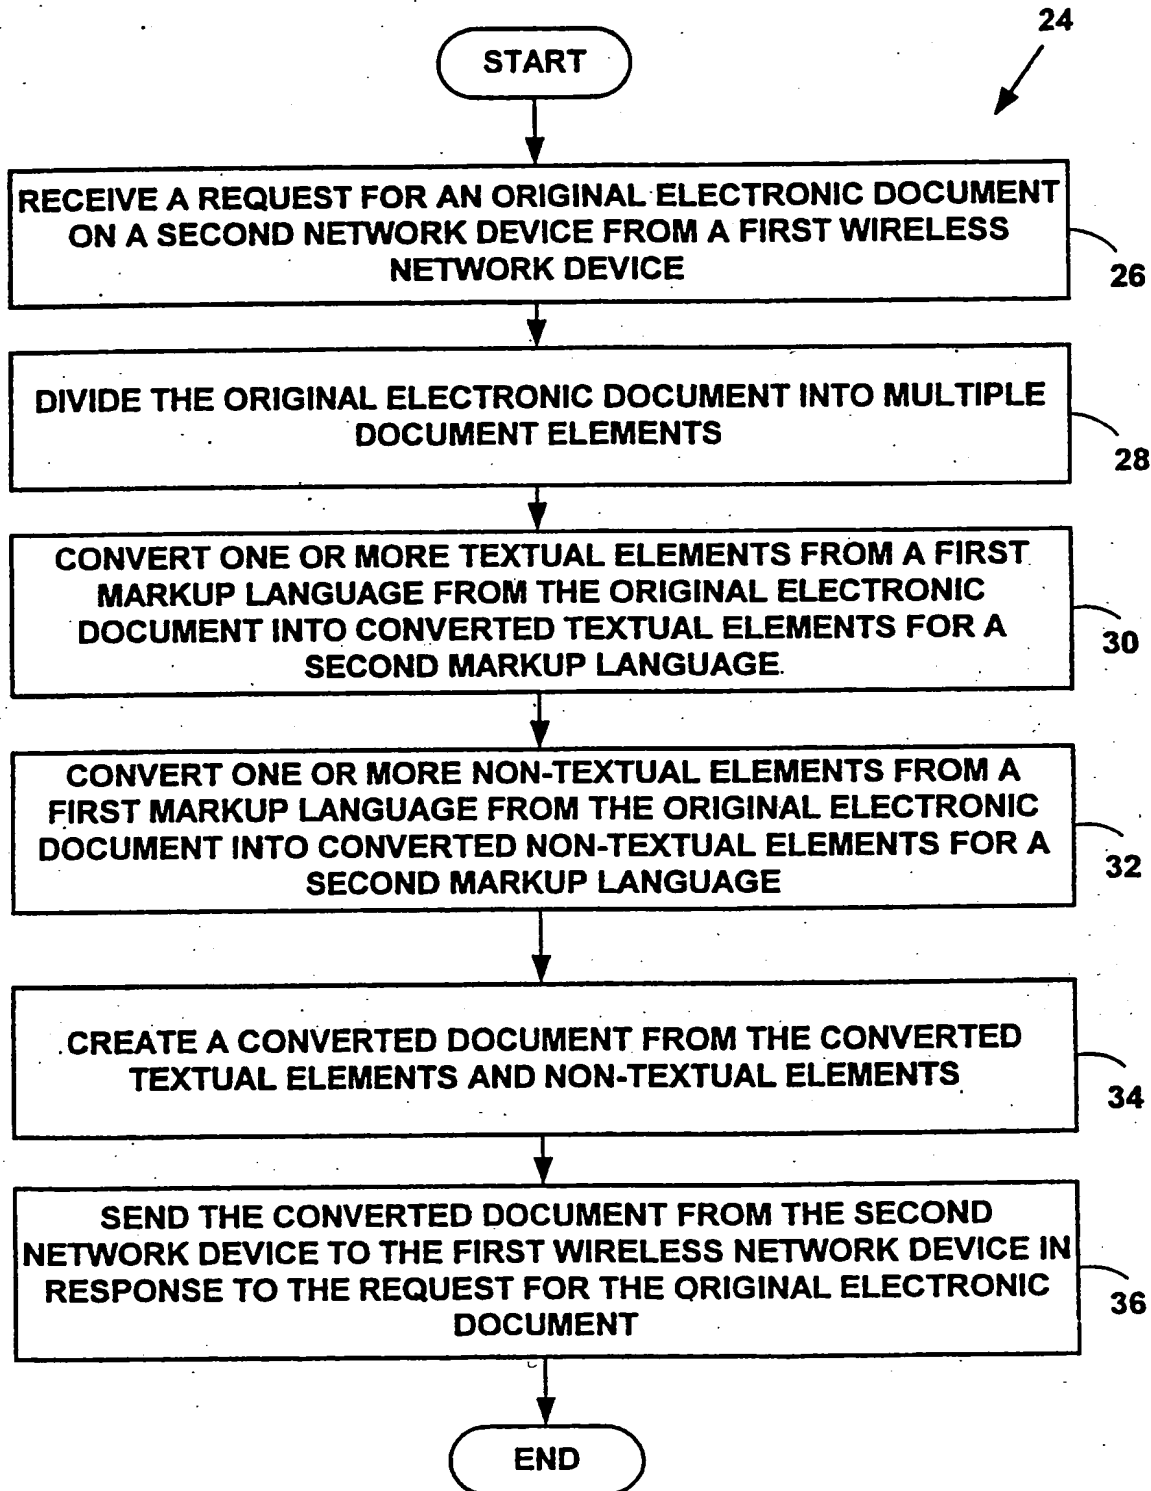 24
START
RECEIVE A REQUEST FOR AN ORIGINAL ELECTRONIC DOCUMENT
ON A SECOND NETWORK DEVICE FROM A FIRST WIRELESS
NETWORK DEVICE
26
DIVIDE THE ORIGINAL ELECTRONIC DOCUMENT INTO MULTIPLE
DOCUMENT ELEMENTS
28
CONVERT ONE OR MORE TEXTUAL ELEMENTS FROM A FIRST
MARKUP LANGUAGE FROM THE ORIGINAL ELECTRONIC
DOCUMENT INTO CONVERTED TEXTUAL ELEMENTS FOR A
SECOND MARKUP LANGUAGE
30
CONVERT ONE OR MORE NON-TEXTUAL ELEMENTS FROM A
FIRST MARKUP LANGUAGE FROM THE ORIGINAL ELECTRONIC
DOCUMENT INTO CONVERTED NON-TEXTUAL ELEMENTS FOR A
SECOND MARKUP LANGUAGE
32
CREATE A CONVERTED DOCUMENT FROM THE CONVERTED
TEXTUAL ELEMENTS AND NON-TEXTUAL ELEMENTS
34
SEND THE CONVERTED DOCUMENT FROM THE SECOND
NETWORK DEVICE TO THE FIRST WIRELESS NETWORK DEVICE IN
RESPONSE TO THE REQUEST FOR THE ORIGINAL ELECTRONIC
DOCUMENT
36
END